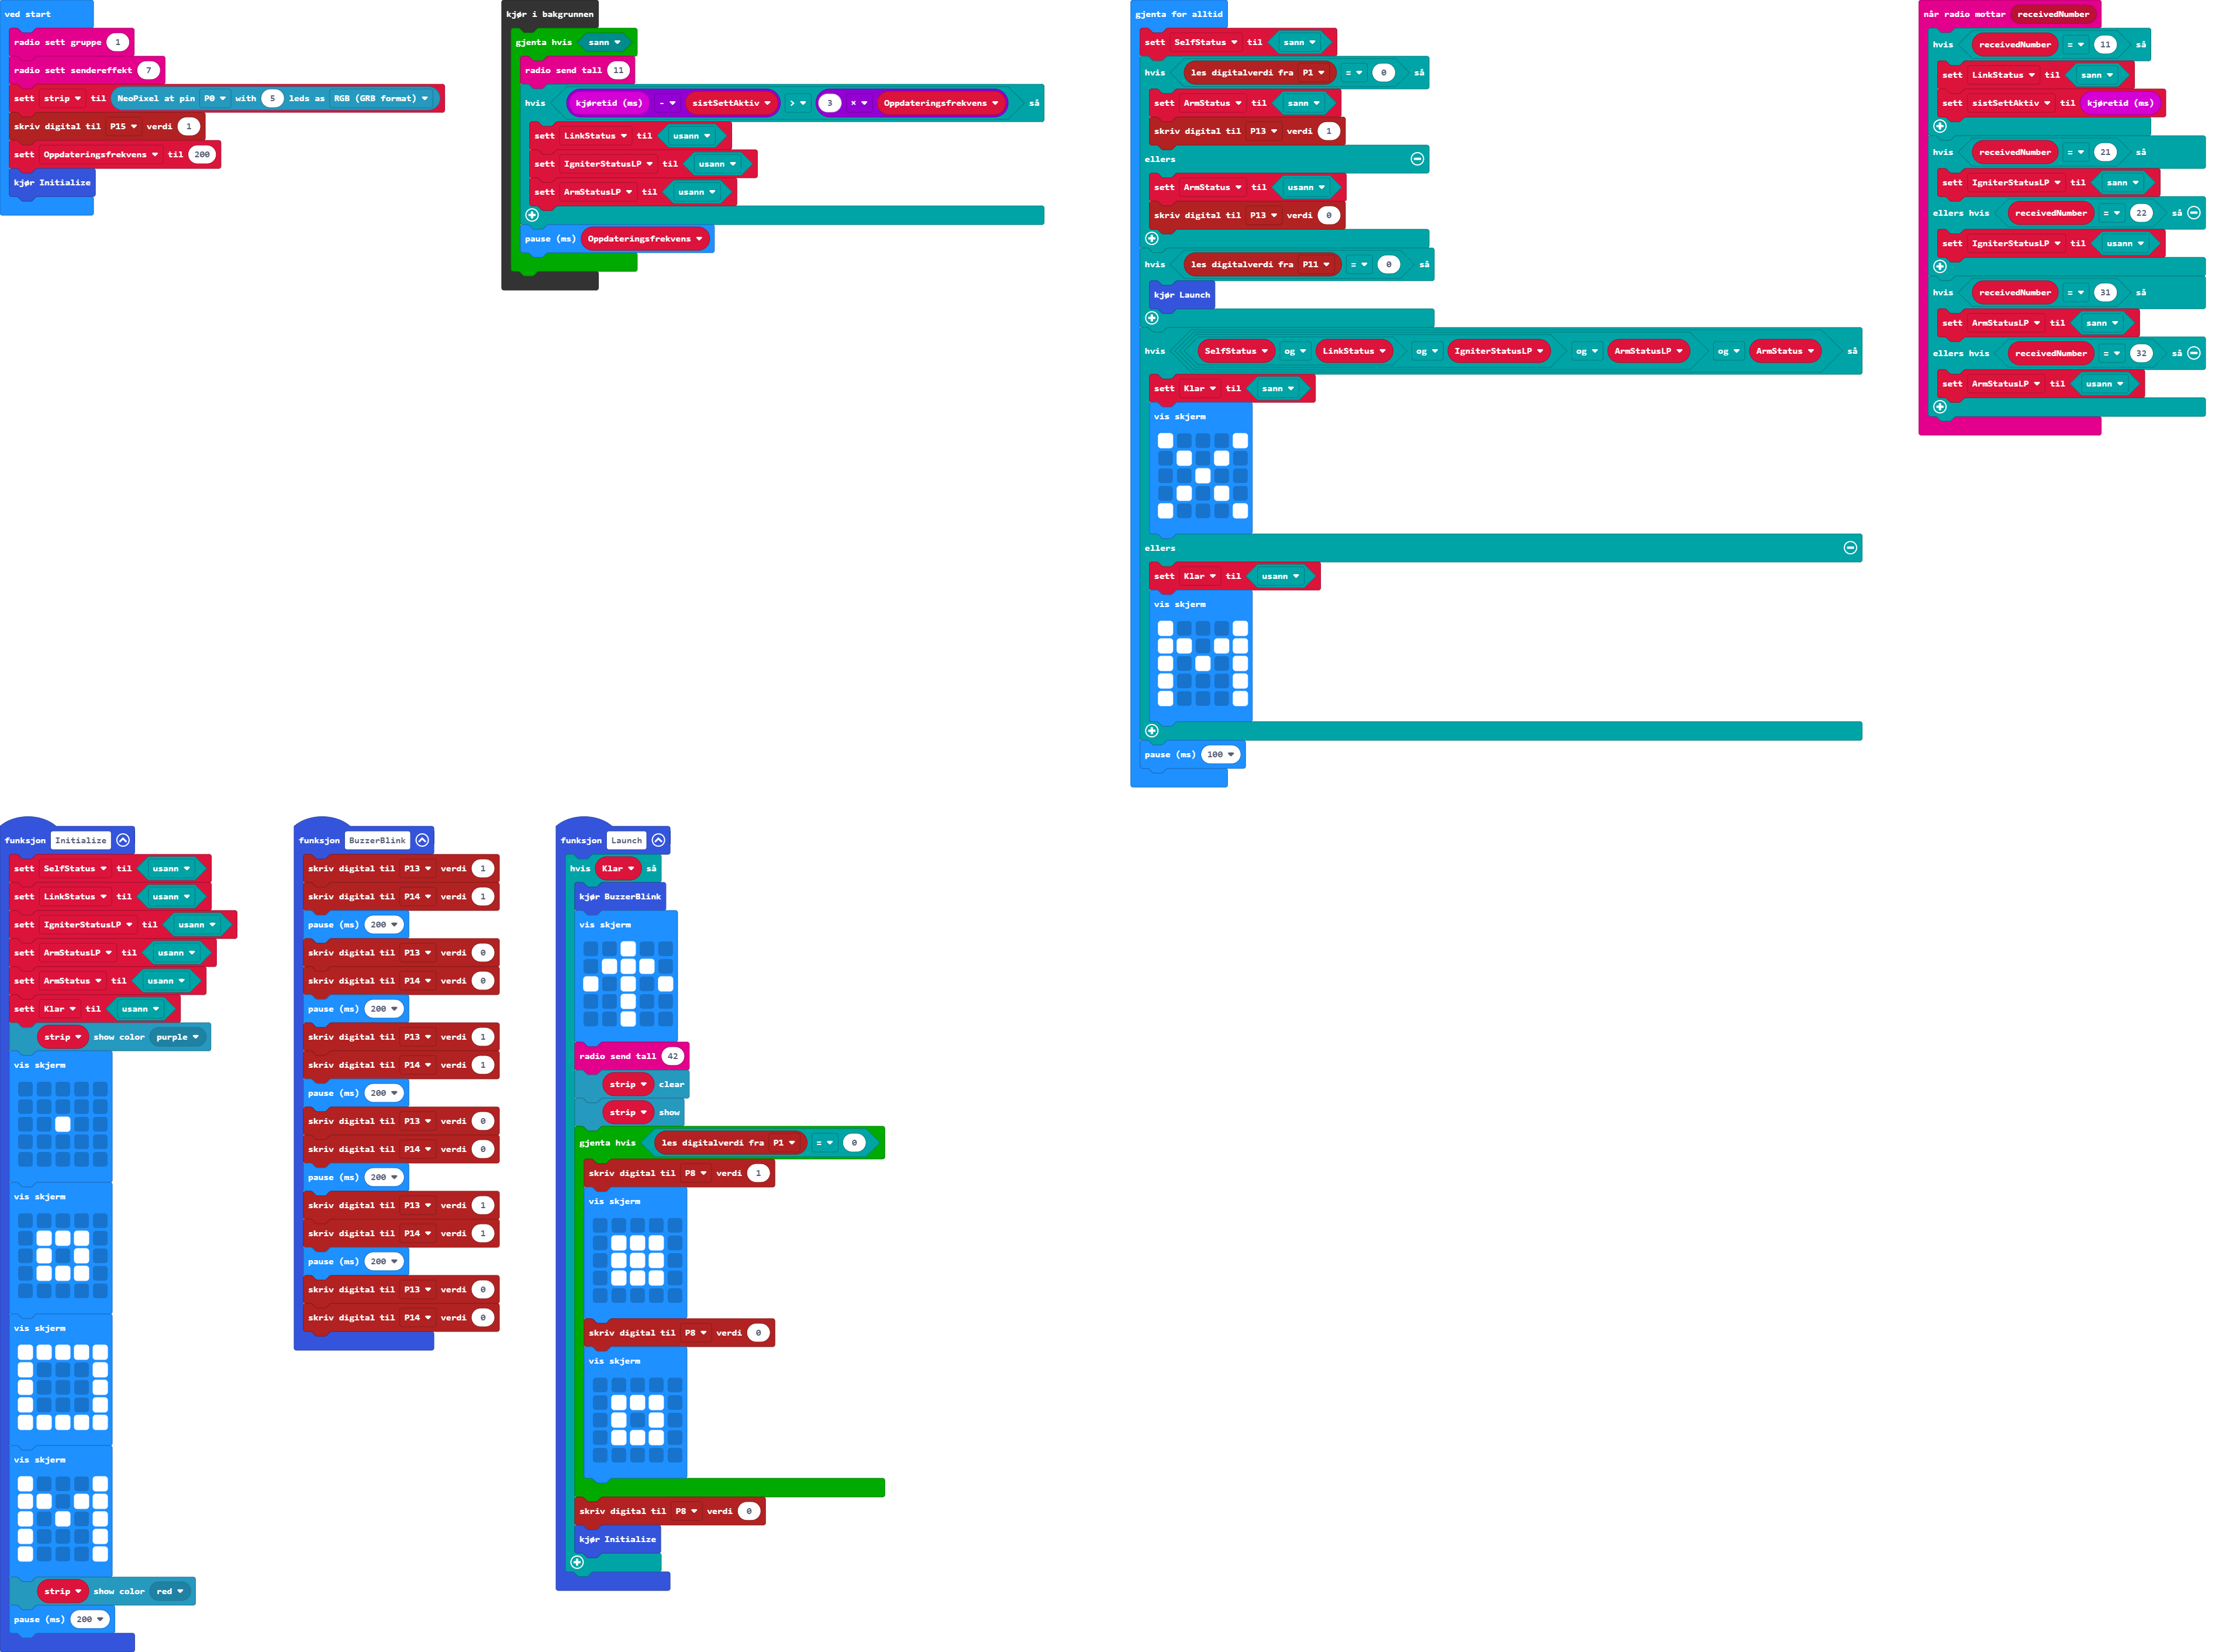 ved start
radio sett gruppe 1
radio sett sendereffekt 7
sett strip til NeoPixel at pin P0 with 5 leds as RGB (GRB format)
skriv digital til P15 verdi 1
sett Oppdateringsfrekvens til 200
kjør Initialize
kjør i bakgrunnen
gjenta hvis sann
radio send tall 11
hvis kjøretid (ms) - sistSettAktiv > 3 × Oppdateringsfrekvens så
sett LinkStatus til usann
sett IgniterStatusLP til usann
sett ArmStatusLP til usann
pause (ms) Oppdateringsfrekvens
gjenta for alltid
sett SelfStatus til sann
hvis les digitalverdi fra P1 = 0 så
sett ArmStatus til sann
skriv digital til P13 verdi 1
ellers
sett ArmStatus til usann
skriv digital til P13 verdi 0
hvis les digitalverdi fra P11 = 0 så
kjør Launch
hvis SelfStatus og LinkStatus og IgniterStatusLP og ArmStatusLP og ArmStatus så
sett Klar til sann
vis skjerm
ellers
sett Klar til usann
vis skjerm
pause (ms) 100
når radio mottar receivedNumber
hvis receivedNumber = 11 så
sett LinkStatus til sann
sett sistSettAktiv til kjøretid (ms)
hvis receivedNumber = 21 så
sett IgniterStatusLP til sann
ellers hvis receivedNumber = 22 så
sett IgniterStatusLP til usann
hvis receivedNumber = 31 så
sett ArmStatusLP til sann
ellers hvis receivedNumber = 32 så
sett ArmStatusLP til usann
funksjon Initialize
sett SelfStatus til usann
sett LinkStatus til usann
sett IgniterStatusLP til usann
sett ArmStatusLP til usann
sett ArmStatus til usann
sett Klar til usann
strip show color purple
vis skjerm
vis skjerm
vis skjerm
vis skjerm
strip show color red
pause (ms) 200
funksjon BuzzerBlink
skriv digital til P13 verdi 1
skriv digital til P14 verdi 1
pause (ms) 200
skriv digital til P13 verdi 0
skriv digital til P14 verdi 0
pause (ms) 200
skriv digital til P13 verdi 1
skriv digital til P14 verdi 1
pause (ms) 200
skriv digital til P13 verdi 0
skriv digital til P14 verdi 0
pause (ms) 200
skriv digital til P13 verdi 1
skriv digital til P14 verdi 1
pause (ms) 200
skriv digital til P13 verdi 0
skriv digital til P14 verdi 0
funksjon Launch
hvis Klar så
kjør BuzzerBlink
vis skjerm
radio send tall 42
strip clear
strip show
gjenta hvis les digitalverdi fra P1 = 0
skriv digital til P8 verdi 1
vis skjerm
skriv digital til P8 verdi 0
vis skjerm
skriv digital til P8 verdi 0
kjør Initialize